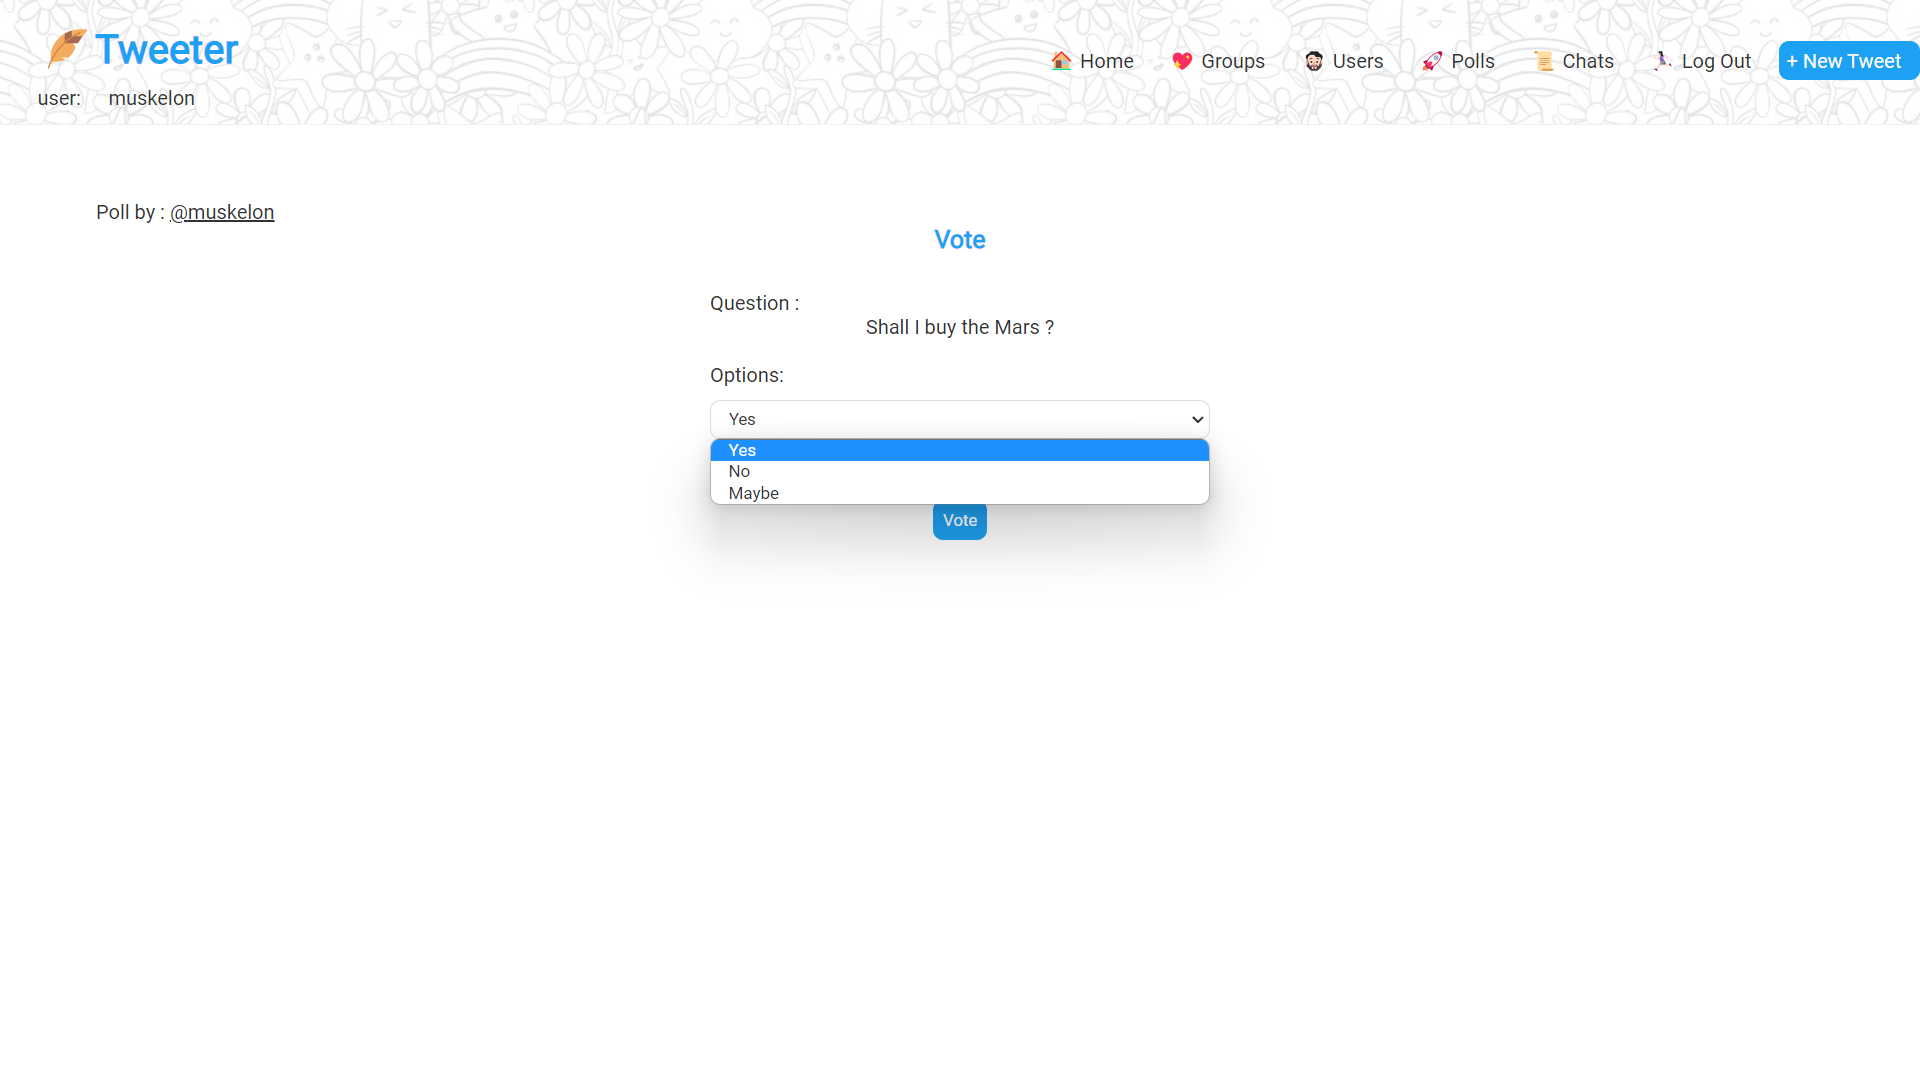 Tweeter
user: muskelon
Home Groups Users Polls Chats Log Out + New Tweet
Poll by : @muskelon
Vote
Question :
Shall I buy the Mars ?
Options:
Yes
Yes
No
Maybe
Vote